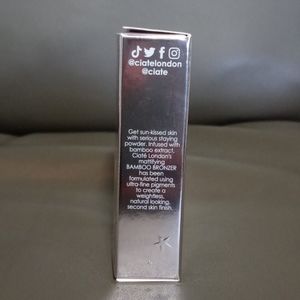 @ciatelondon
@ciate
Get sun-kissed skin
with serious staying
powder. Infused with
bamboo extract,
Ciaté London's
mattifying
BAMBOO BRONZER
has been
formulated using
ultra-fine pigments
to create a
weightless,
natural looking,
second skin finish.